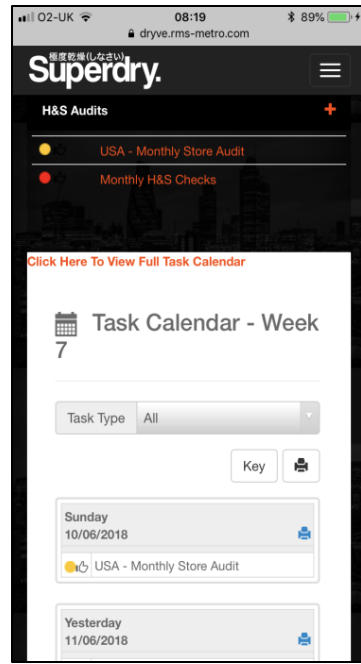 O2-UK 08:19 89%
dryve.rms-metro.com
極度乾燥(しなさい)
Superdry.
H&S Audits +
USA - Monthly Store Audit
Monthly H&S Checks
Click Here To View Full Task Calendar
Task Calendar - Week
7
Task Type All
Key
Sunday
10/06/2018
USA - Monthly Store Audit
Yesterday
11/06/2018